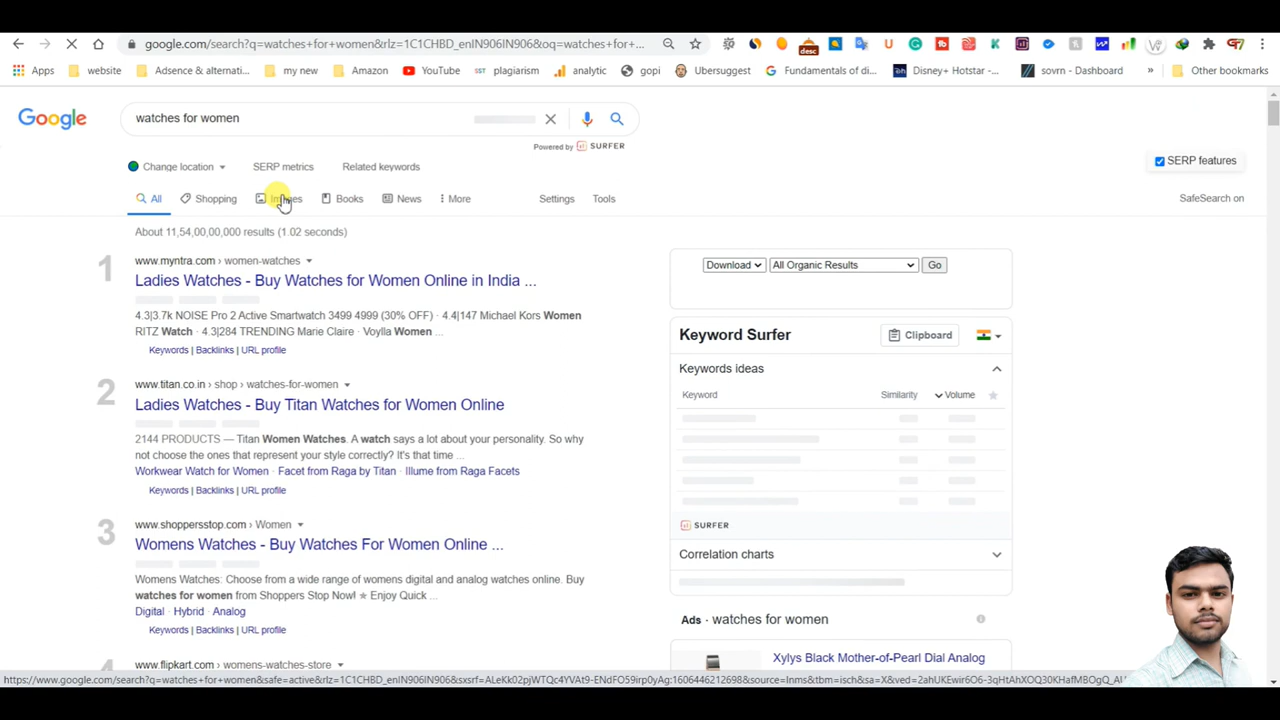 google.com/search?q=watches+for+women&rlz=1C1CHBD_enIN906IN906&oq=watches+for+...
Apps website Adsence & alternati... my new Amazon YouTube SST plagiarism analytic gopi Ubersuggest Fundamentals of di... Disney+ Hotstar -... sovrn - Dashboard » Other bookmarks
Google watches for women
Powered by SURFER
Change location SERP metrics Related keywords
SERP features
All Shopping Images Books News More Settings Tools SafeSearch on
About 11,54,00,00,000 results (1.02 seconds)
1 www.myntra.com › women-watches
Ladies Watches - Buy Watches for Women Online in India ...
4.3|3.7k NOISE Pro 2 Active Smartwatch 3499 4999 (30% OFF) · 4.4|147 Michael Kors Women
RITZ Watch · 4.3|284 TRENDING Marie Claire · Voylla Women ...
Keywords | Backlinks | URL profile
2 www.titan.co.in › shop › watches-for-women
Ladies Watches - Buy Titan Watches for Women Online
2144 PRODUCTS — Titan Women Watches. A watch says a lot about your personality. So why
not choose the ones that represent your style correctly? It's that time ...
Workwear Watch for Women · Facet from Raga by Titan · Illume from Raga Facets
Keywords | Backlinks | URL profile
3 www.shoppersstop.com › Women
Womens Watches - Buy Watches For Women Online ...
Womens Watches: Choose from a wide range of womens digital and analog watches online. Buy
watches for women from Shoppers Stop Now! ★ Enjoy Quick ...
Digital · Hybrid · Analog
Keywords | Backlinks | URL profile
www.flipkart.com › womens-watches-store
Download All Organic Results Go
Keyword Surfer Clipboard
Keywords ideas
Keyword Similarity Volume
SURFER
Correlation charts
Ads · watches for women
Xylys Black Mother-of-Pearl Dial Analog